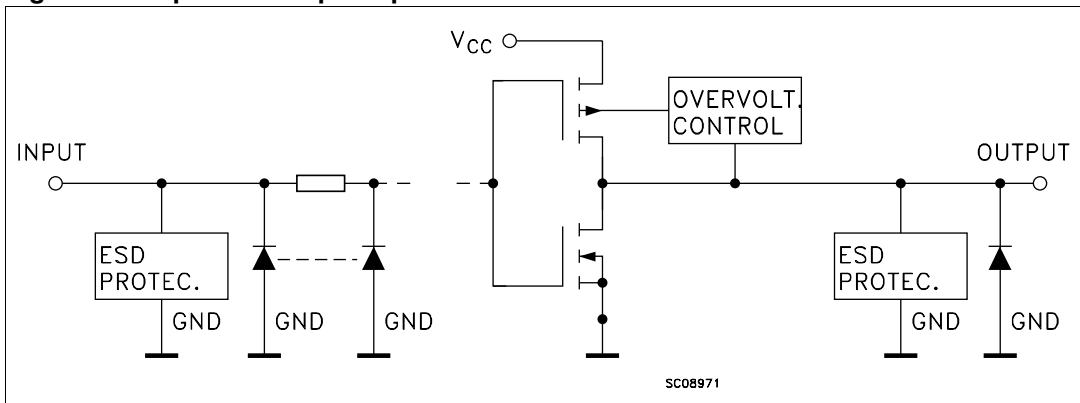 VCC
OVERVOLT.
CONTROL
INPUT
OUTPUT
ESD
PROTEC.
ESD
PROTEC.
GND
GND
GND
GND
GND
SC08971